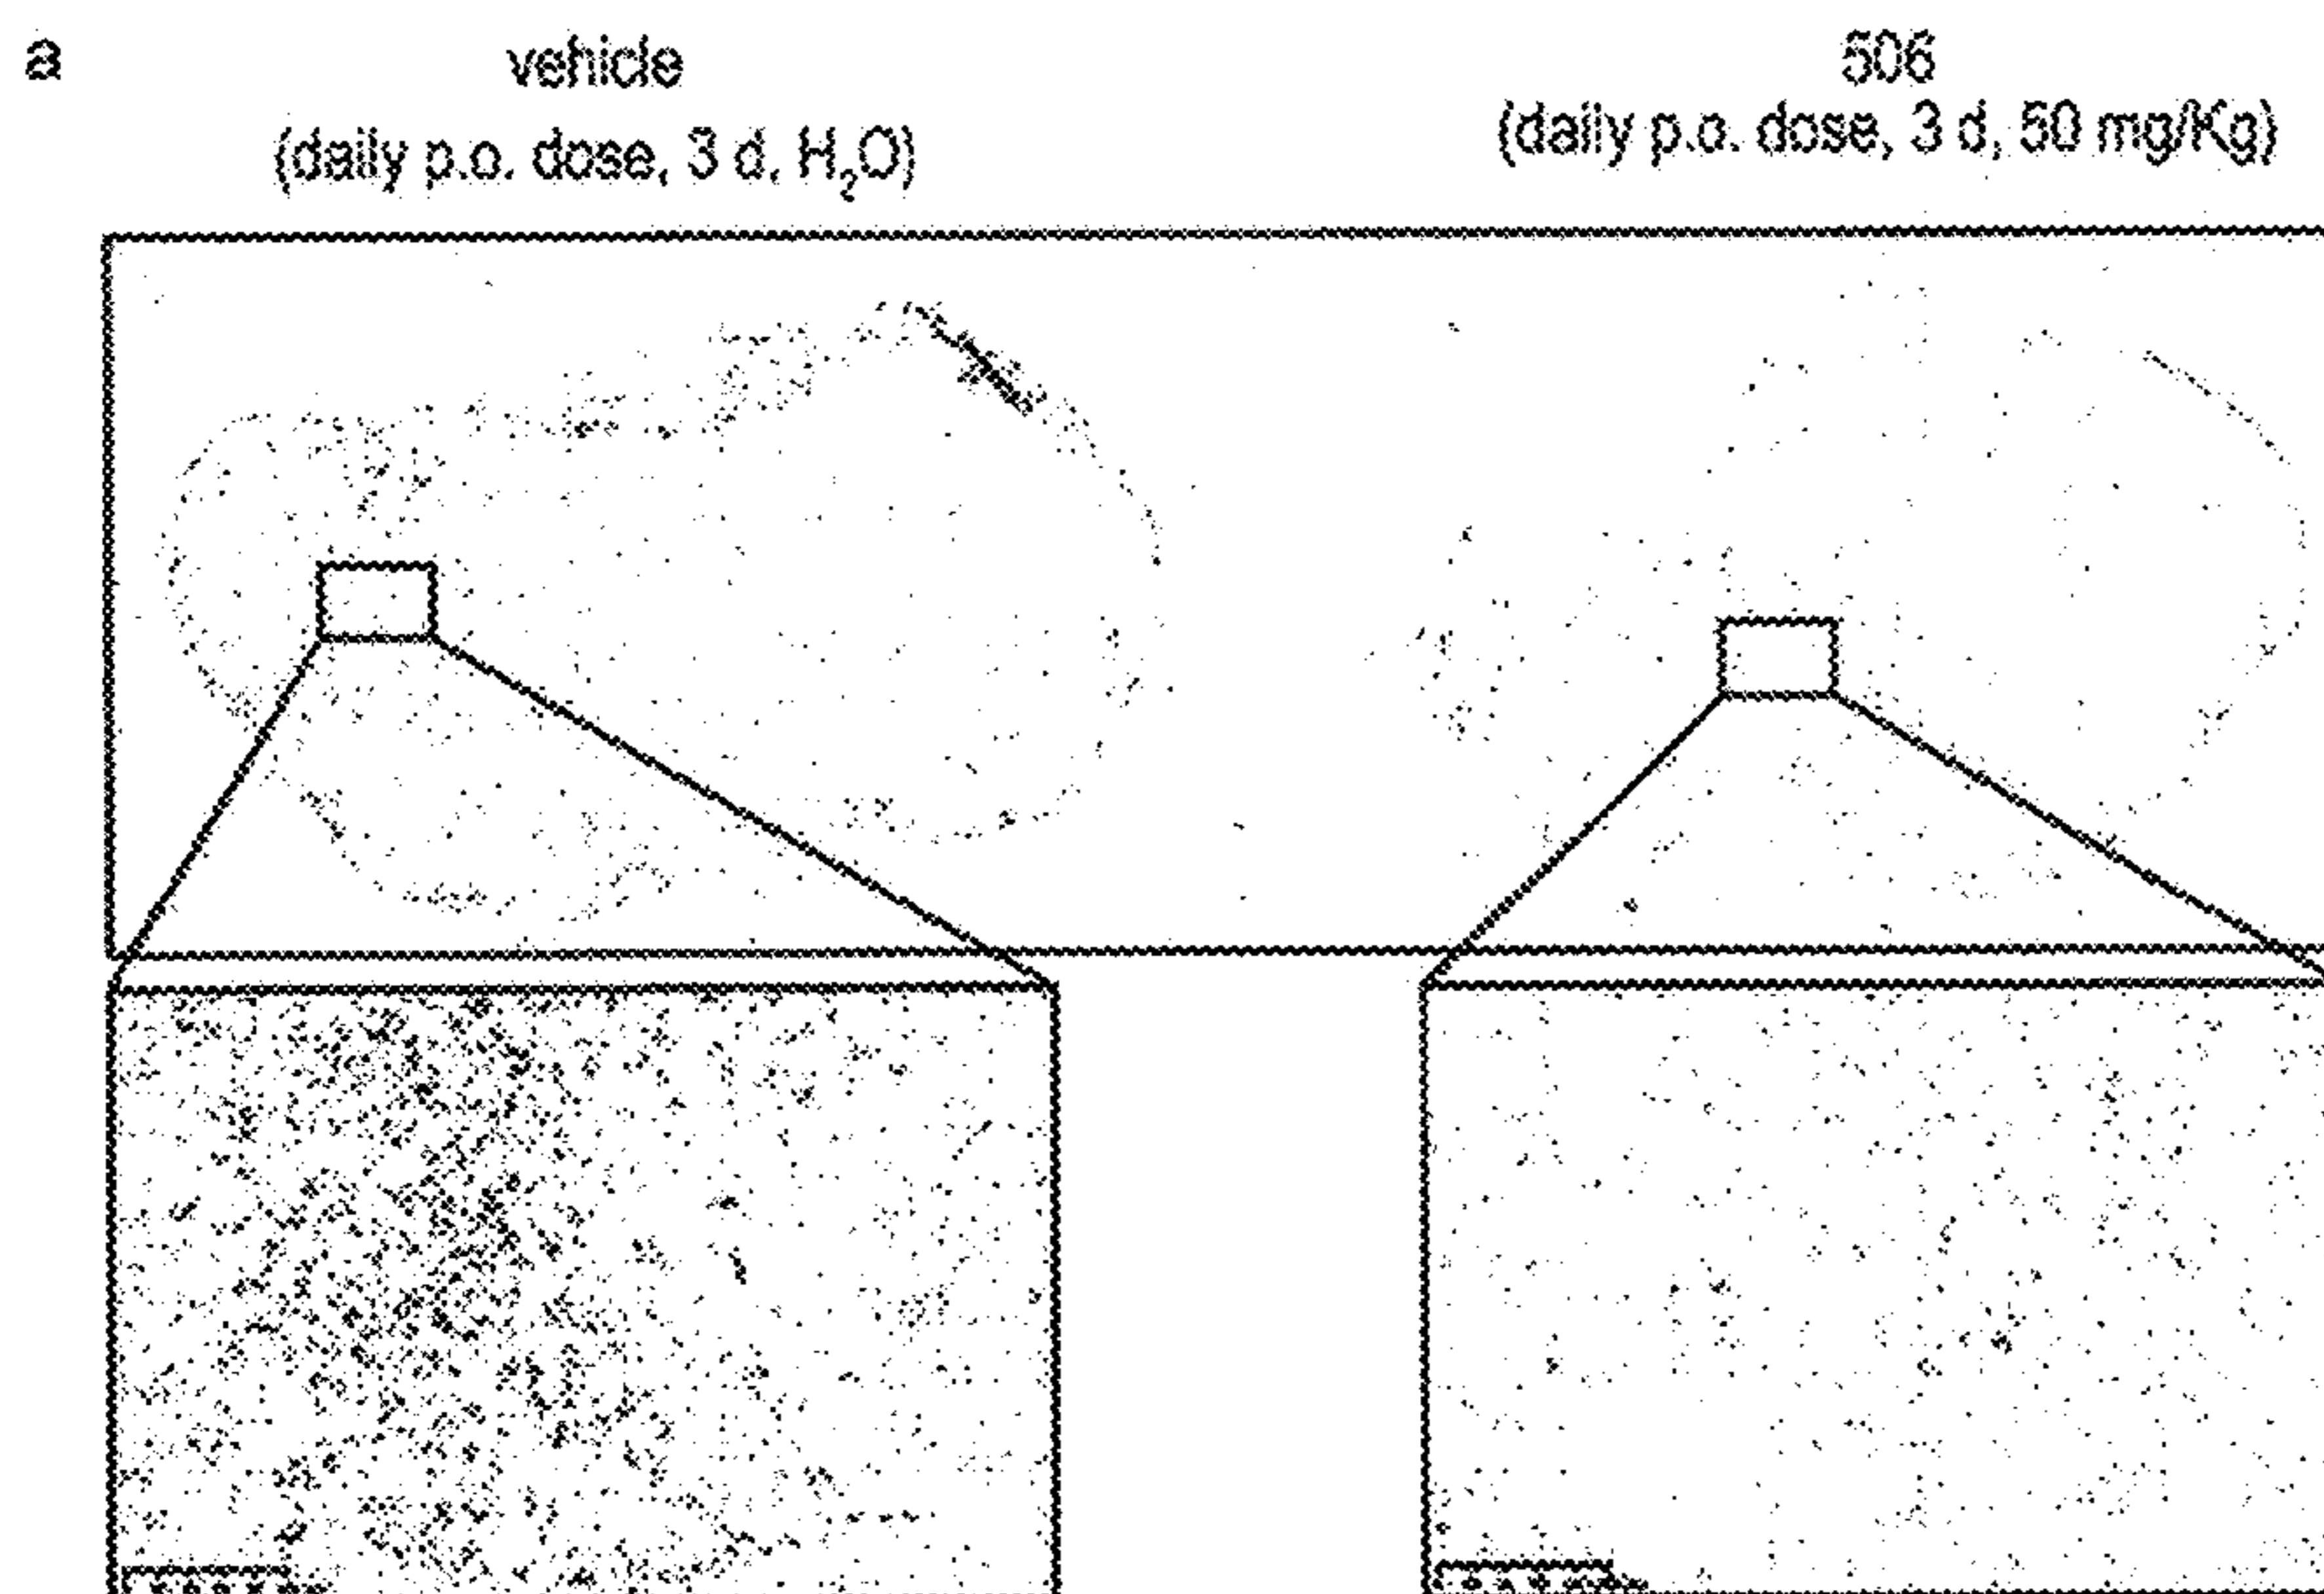 a
vehicle
(daily p.o. dose, 3 d, H₂O)
506
(daily p.o. dose, 3 d, 50 mg/Kg)